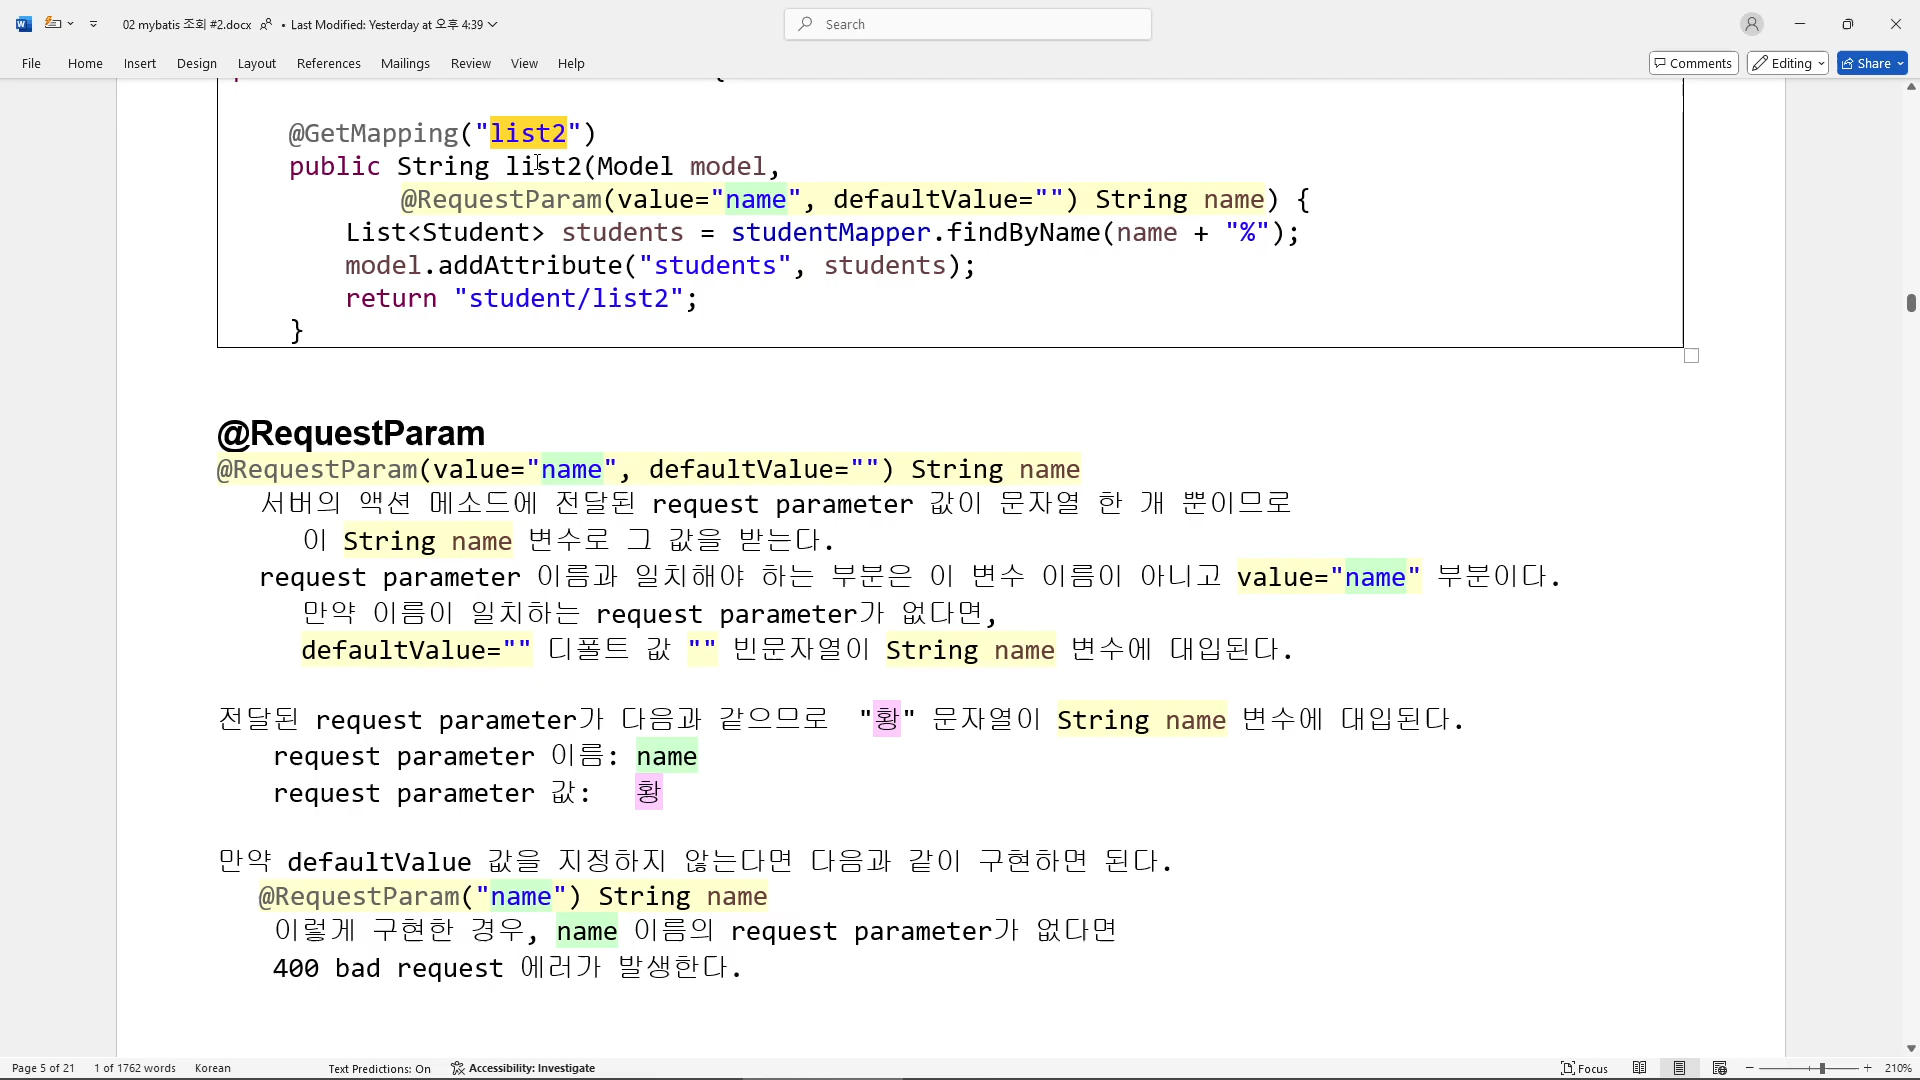 02 mybatis 조회 #2.docx • Last Modified: Yesterday at 오후 4:39
Search
File Home Insert Design Layout References Mailings Review View Help
Comments Editing Share
@GetMapping("list2")
public String list2(Model model,
@RequestParam(value="name", defaultValue="") String name) {
List<Student> students = studentMapper.findByName(name + "%");
model.addAttribute("students", students);
return "student/list2";
}
@RequestParam
@RequestParam(value="name", defaultValue="") String name
서버의 액션 메소드에 전달된 request parameter 값이 문자열 한 개 뿐이므로
이 String name 변수로 그 값을 받는다.
request parameter 이름과 일치해야 하는 부분은 이 변수 이름이 아니고 value="name" 부분이다.
만약 이름이 일치하는 request parameter가 없다면,
defaultValue="" 디폴트 값 "" 빈문자열이 String name 변수에 대입된다.
전달된 request parameter가 다음과 같으므로 "황" 문자열이 String name 변수에 대입된다.
request parameter 이름: name
request parameter 값: 황
만약 defaultValue 값을 지정하지 않는다면 다음과 같이 구현하면 된다.
@RequestParam("name") String name
이렇게 구현한 경우, name 이름의 request parameter가 없다면
400 bad request 에러가 발생한다.
Page 5 of 21 1 of 1762 words Korean Text Predictions: On Accessibility: Investigate Focus 210%